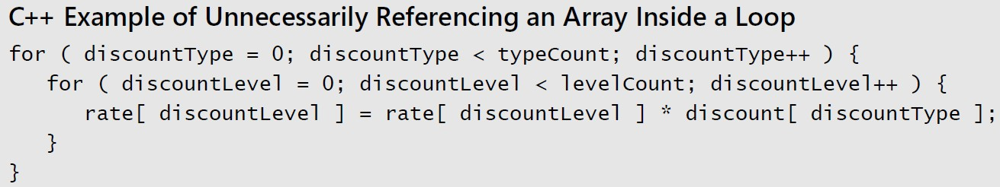 C++ Example of Unnecessarily Referencing an Array Inside a Loop
for ( discountType = 0; discountType < typeCount; discountType++ ) {
   for ( discountLevel = 0; discountLevel < levelCount; discountLevel++ ) {
      rate[ discountLevel ] = rate[ discountLevel ] * discount[ discountType ];
   }
}